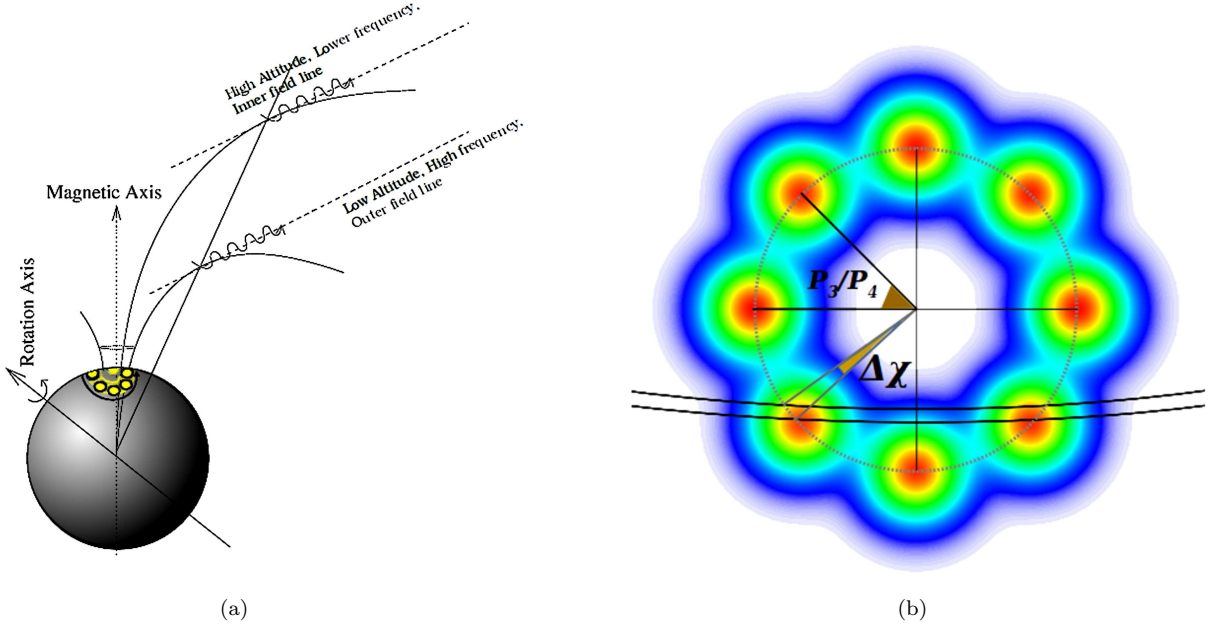 High Altitude, Lower frequency,
Inner field line
Low Altitude, High frequency,
Outer field line
Magnetic Axis
Rotation Axis
P3/P4
Δχ
(a)
(b)